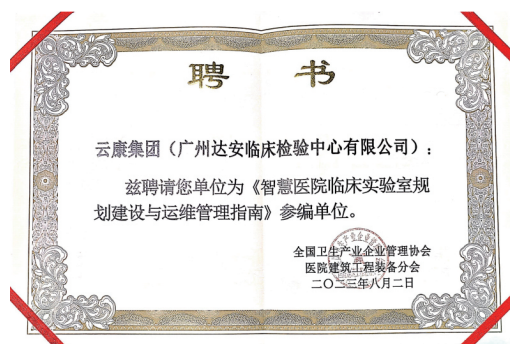 聘书
云康集团（广州达安临床检验中心有限公司）：
兹聘请您单位为《智慧医院临床实验室规
划建设与运维管理指南》参编单位。
全国卫生产业企业管理协会
医院建筑工程装备分会
二〇二三年八月二日